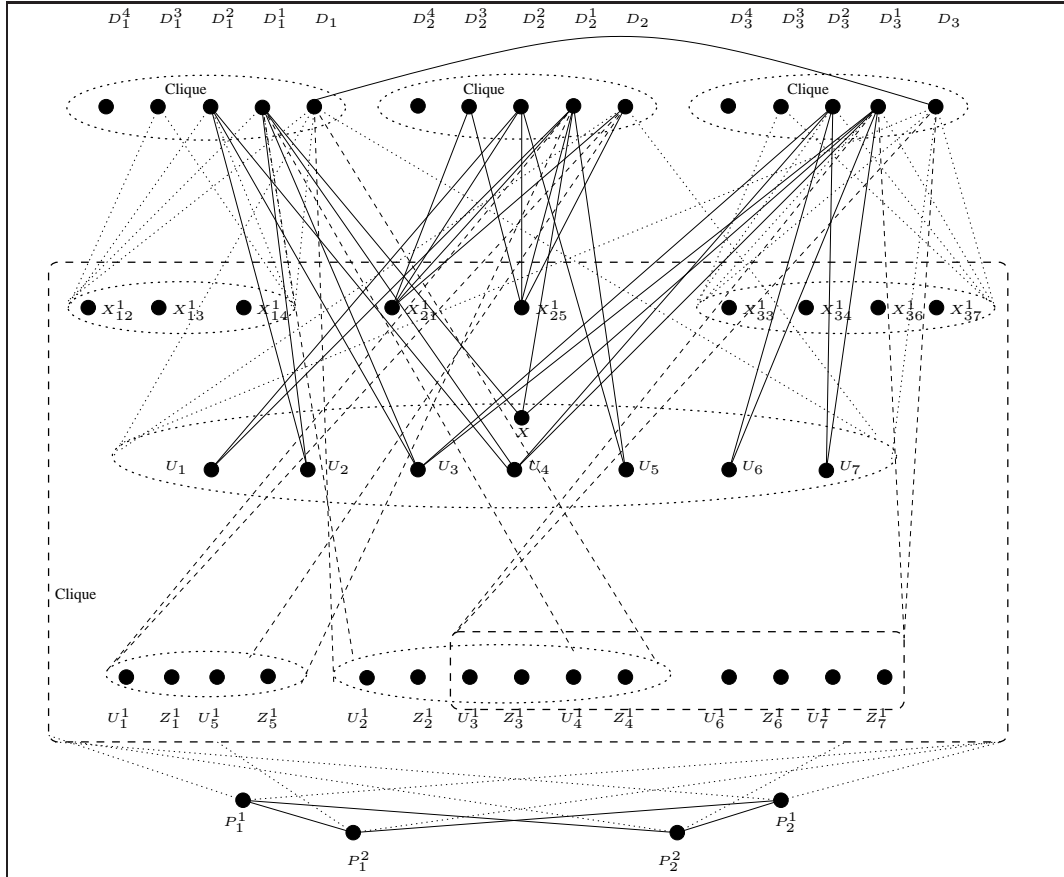 D_1^4 D_1^3 D_1^2 D_1^1 D_1 D_2^4 D_2^3 D_2^2 D_2^1 D_2 D_3^4 D_3^3 D_3^2 D_3^1 D_3
Clique Clique Clique
X_{12}^1 X_{13}^1 X_{14}^1 X_{21}^1 X_{25}^1 X_{33}^1 X_{34}^1 X_{36}^1 X_{37}^1
X
U_1 U_2 U_3 U_4 U_5 U_6 U_7
Clique
U_1^1 Z_1^1 U_5^1 Z_5^1 U_2^1 Z_2^1 U_3^1 Z_3^1 U_4^1 Z_4^1 U_6^1 Z_6^1 U_7^1 Z_7^1
P_1^1 P_2^1
P_1^2 P_2^2